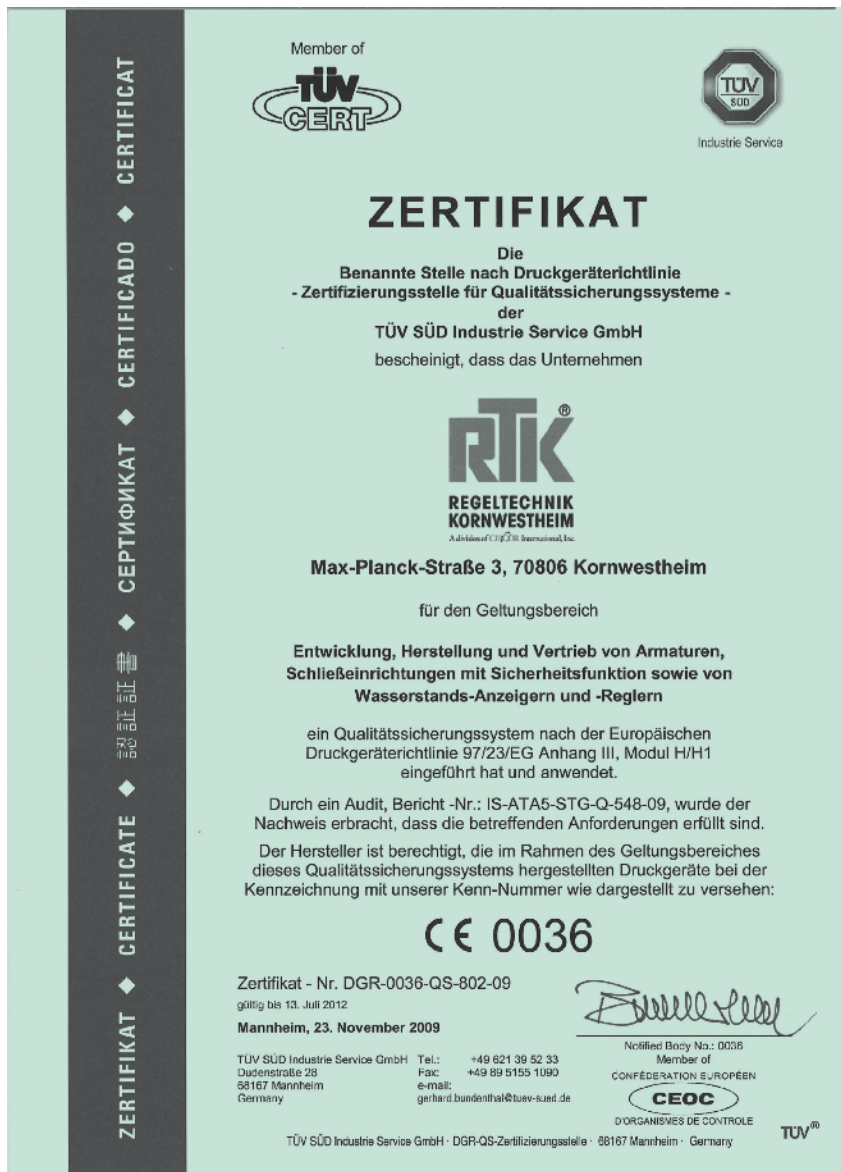 Member of
TÜV
CERT
TÜV
SÜD
Industrie Service
ZERTIFIKAT ◆ CERTIFICATE ◆ 認証証書 ◆ СЕРТИФИКАТ ◆ CERTIFICADO ◆ CERTIFICAT
ZERTIFIKAT
Die
Benannte Stelle nach Druckgeräterichtlinie
- Zertifizierungsstelle für Qualitätssicherungssysteme -
der
TÜV SÜD Industrie Service GmbH
bescheinigt, dass das Unternehmen
RTK®
REGELTECHNIK
KORNWESTHEIM
A division of CIRCOR International, Inc.
Max-Planck-Straße 3, 70806 Kornwestheim
für den Geltungsbereich
Entwicklung, Herstellung und Vertrieb von Armaturen,
Schließeinrichtungen mit Sicherheitsfunktion sowie von
Wasserstands-Anzeigern und -Reglern
ein Qualitätssicherungssystem nach der Europäischen
Druckgeräterichtlinie 97/23/EG Anhang III, Modul H/H1
eingeführt hat und anwendet.
Durch ein Audit, Bericht -Nr.: IS-ATA5-STG-Q-548-09, wurde der
Nachweis erbracht, dass die betreffenden Anforderungen erfüllt sind.
Der Hersteller ist berechtigt, die im Rahmen des Geltungsbereiches
dieses Qualitätssicherungssystems hergestellten Druckgeräte bei der
Kennzeichnung mit unserer Kenn-Nummer wie dargestellt zu versehen:
CE 0036
Zertifikat - Nr. DGR-0036-QS-802-09
gültig bis 13. Juli 2012
Mannheim, 23. November 2009
TÜV SÜD Industrie Service GmbH Tel.: +49 621 39 52 33
Dudenstraße 28 Fax: +49 89 5155 1090
68167 Mannheim e-mail:
Germany gerhard.bundenthal@tuev-sued.de
Notified Body No.: 0036
Member of
CONFÉDERATION EUROPÉEN
CEOC
D'ORGANISMES DE CONTROLE
TÜV®
TÜV SÜD Industrie Service GmbH · DGR-QS-Zertifizierungsstelle · 68167 Mannheim · Germany